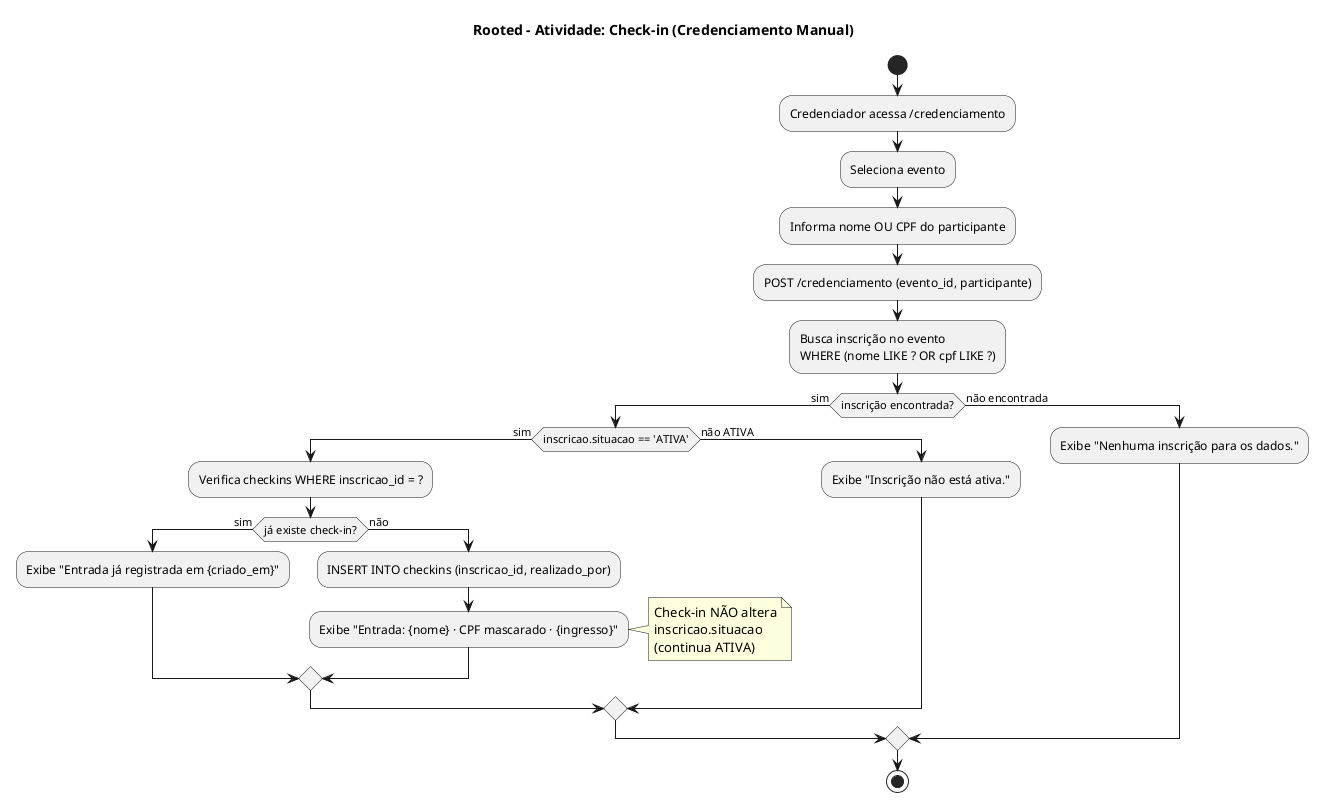 Rooted - Atividade: Check-in (Credenciamento Manual)
Credenciador acessa /credenciamento
Seleciona evento
Informa nome OU CPF do participante
POST /credenciamento (evento_id, participante)
Busca inscrição no evento
WHERE (nome LIKE ? OR cpf LIKE ?)
sim
inscrição encontrada?
não encontrada
sim
inscricao.situacao == 'ATIVA'
não ATIVA
Exibe "Nenhuma inscrição para os dados."
Verifica checkins WHERE inscricao_id = ?
Exibe "Inscrição não está ativa."
sim
já existe check-in?
não
Exibe "Entrada já registrada em {criado_em}"
INSERT INTO checkins (inscricao_id, realizado_por)
Exibe "Entrada: {nome} · CPF mascarado · {ingresso}"
Check-in NÃO altera
inscricao.situacao
(continua ATIVA)